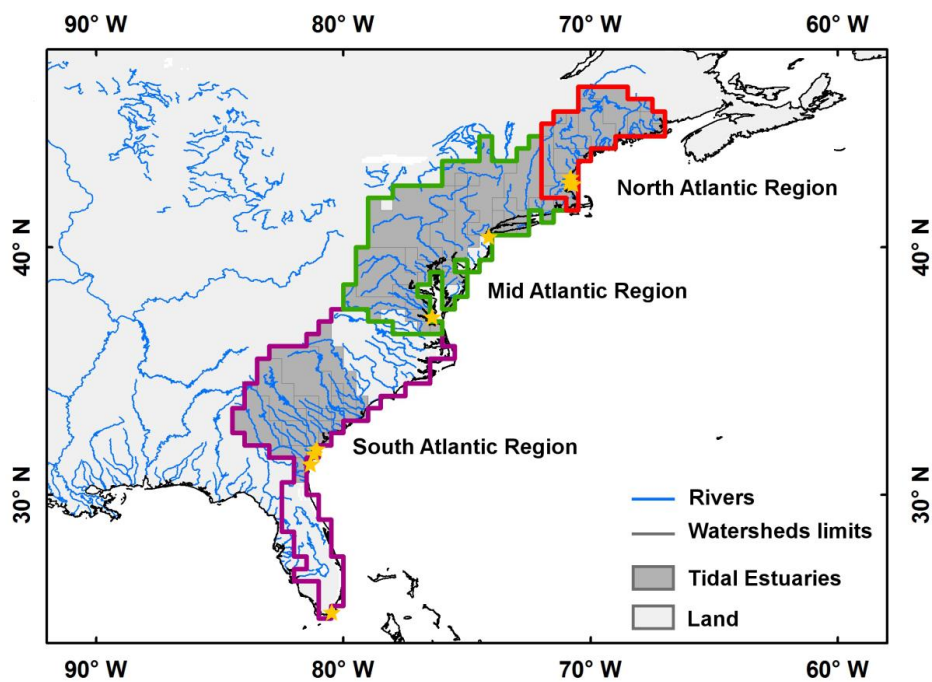 90° W 80° W 70° W 60° W
40° N
40° N
North Atlantic Region
Mid Atlantic Region
South Atlantic Region
30° N
30° N
Rivers
Watersheds limits
Tidal Estuaries
Land
90° W 80° W 70° W 60° W